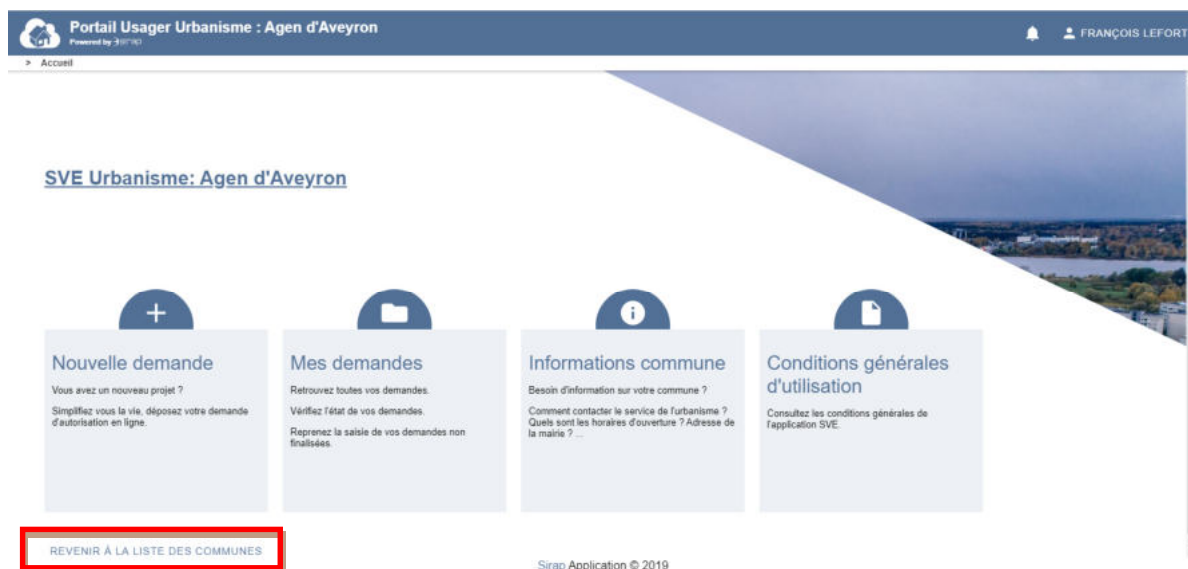 Portail Usager Urbanisme : Agen d'Aveyron
Powered by sirap
FRANÇOIS LEFORT
> Accueil
SVE Urbanisme: Agen d'Aveyron
Nouvelle demande
Vous avez un nouveau projet ?
Simplifiez vous la vie, déposez votre demande
d'autorisation en ligne.
Mes demandes
Retrouvez toutes vos demandes.
Vérifiez l'état de vos demandes.
Reprenez la saisie de vos demandes non
finalisées.
Informations commune
Besoin d'information sur votre commune ?
Comment contacter le service de l'urbanisme ?
Quels sont les horaires d'ouverture ? Adresse de
la mairie ? ...
Conditions générales
d'utilisation
Consultez les conditions générales de
l'application SVE.
REVENIR À LA LISTE DES COMMUNES
Sirap Application © 2019